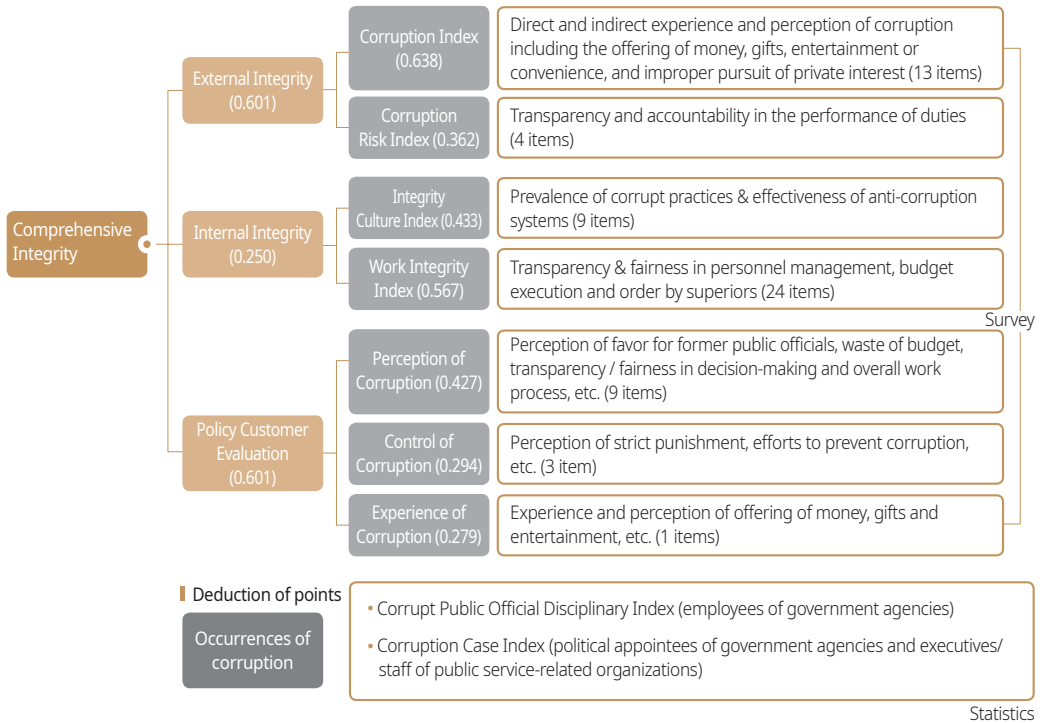 Comprehensive
Integrity
External Integrity
(0.601)
Corruption Index
(0.638)
Direct and indirect experience and perception of corruption
including the offering of money, gifts, entertainment or
convenience, and improper pursuit of private interest (13 items)
Corruption
Risk Index (0.362)
Transparency and accountability in the performance of duties
(4 items)
Internal Integrity
(0.250)
Integrity
Culture Index (0.433)
Prevalence of corrupt practices & effectiveness of anti-corruption
systems (9 items)
Work Integrity
Index (0.567)
Transparency & fairness in personnel management, budget
execution and order by superiors (24 items)
Policy Customer
Evaluation
(0.601)
Perception of
Corruption (0.427)
Perception of favor for former public officials, waste of budget,
transparency / fairness in decision-making and overall work
process, etc. (9 items)
Control of
Corruption (0.294)
Perception of strict punishment, efforts to prevent corruption,
etc. (3 item)
Experience of
Corruption (0.279)
Experience and perception of offering of money, gifts and
entertainment, etc. (1 items)
Survey
Deduction of points
Occurrences of
corruption
• Corrupt Public Official Disciplinary Index (employees of government agencies)
• Corruption Case Index (political appointees of government agencies and executives/
staff of public service-related organizations)
Statistics